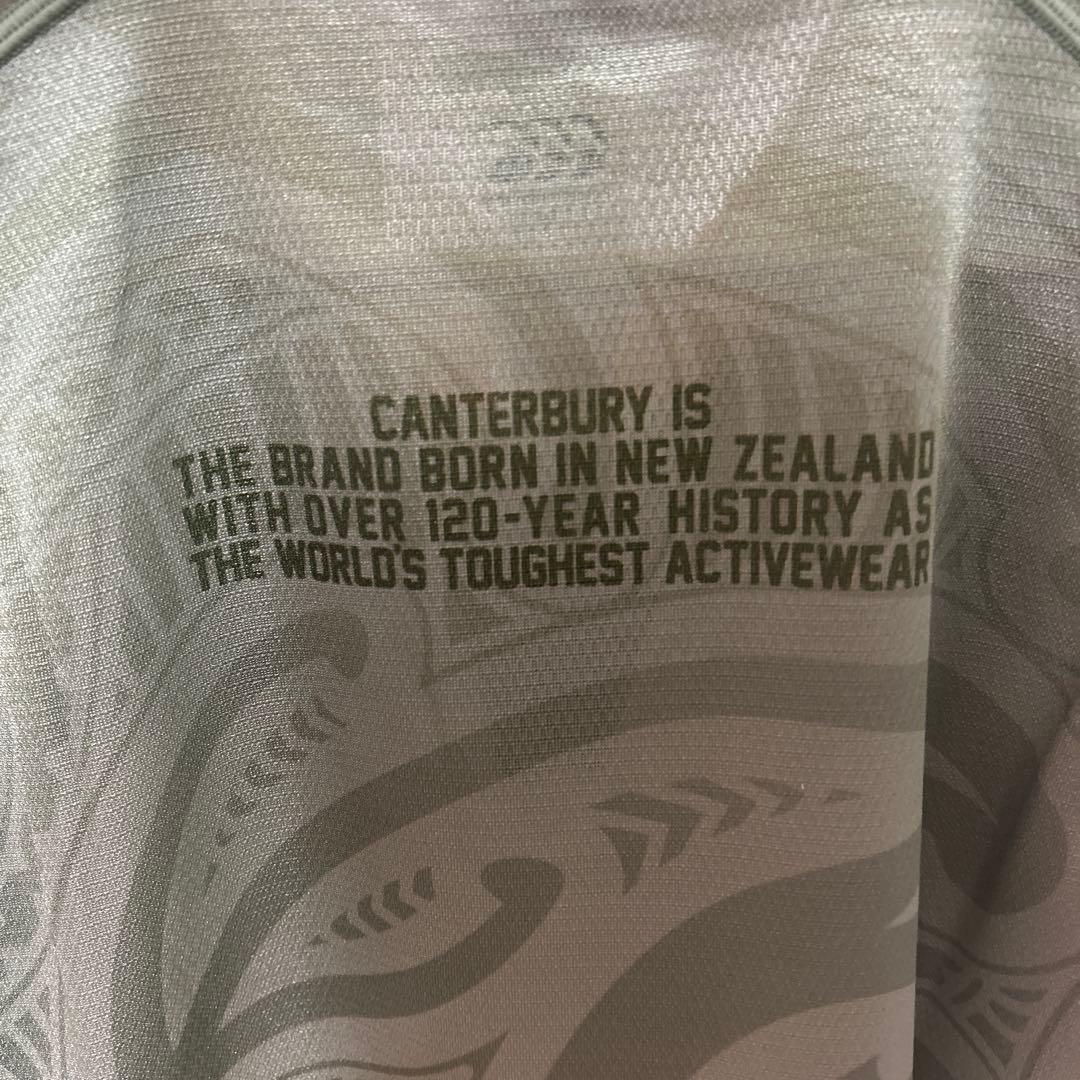 CANTERBURY IS
THE BRAND BORN IN NEW ZEALAND
WITH OVER 120-YEAR HISTORY AS
THE WORLD'S TOUGHEST ACTIVEWEAR